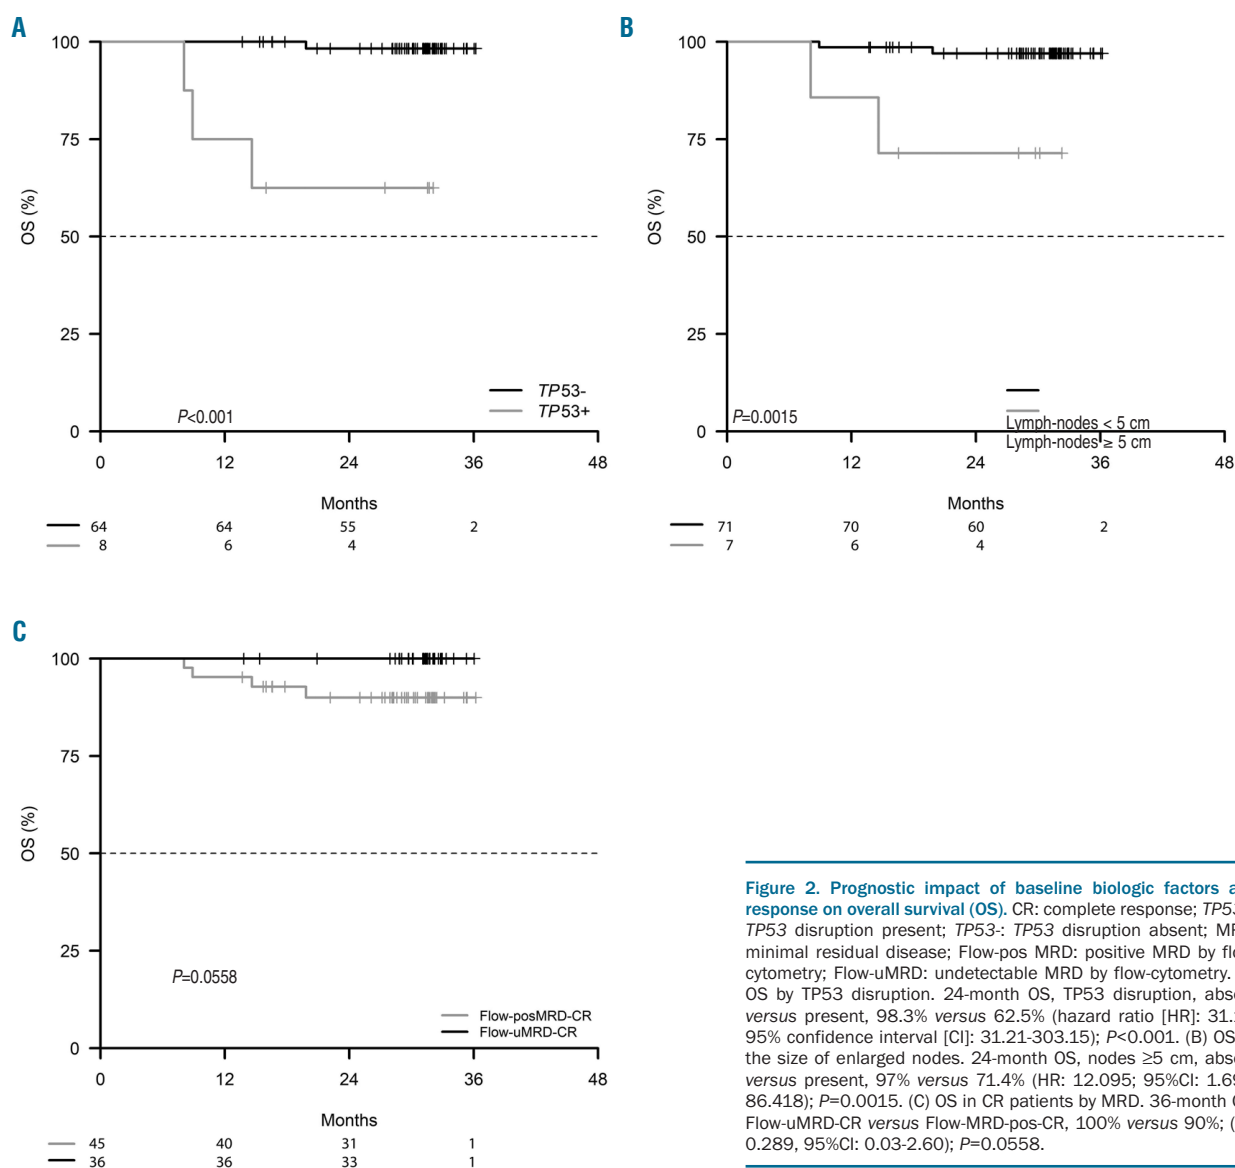 A
100
75
50
25
0
OS (%)
P<0.001
TP53-
TP53+
0 12 24 36 48
Months
64 64 55 2
8 6 4
B
100
75
50
25
0
OS (%)
P=0.0015
Lymph-nodes < 5 cm
Lymph-nodes ≥ 5 cm
0 12 24 36 48
Months
71 70 60 2
7 6 4
C
100
75
50
25
0
OS (%)
P=0.0558
Flow-posMRD-CR
Flow-uMRD-CR
0 12 24 36 48
Months
45 40 31 1
36 36 33 1
Figure 2. Prognostic impact of baseline biologic factors
response on overall survival (OS). CR: complete response;
TP53 disruption present; TP53-: TP53 disruption absent;
minimal residual disease; Flow-pos MRD: positive MRD by
cytometry; Flow-uMRD: undetectable MRD by flow-cytometry.
OS by TP53 disruption. 24-month OS, TP53 disruption,
versus present, 98.3% versus 62.5% (hazard ratio [HR]:
95% confidence interval [CI]: 31.21-303.15); P<0.001. (B) OS
the size of enlarged nodes. 24-month OS, nodes ≥5 cm,
versus present, 97% versus 71.4% (HR: 12.095; 95%CI:
86.418); P=0.0015. (C) OS in CR patients by MRD. 36-month
Flow-uMRD-CR versus Flow-MRD-pos-CR, 100% versus 90%;
0.289, 95%CI: 0.03-2.60); P=0.0558.